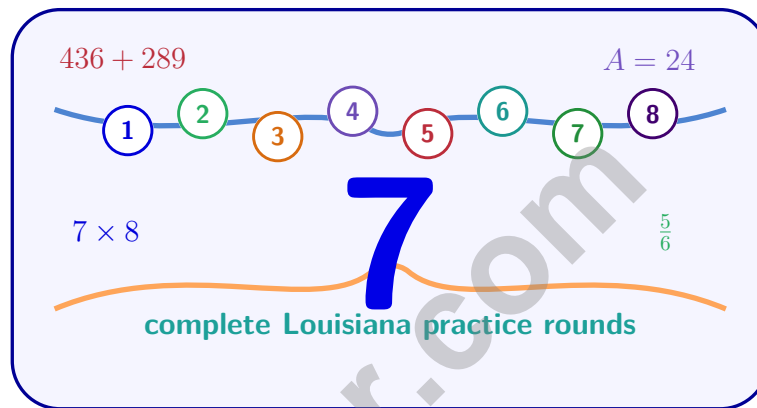 436 + 289
A = 24
1 2 3 4 5 6 7 8
7
7 × 8
5/6
complete Louisiana practice rounds
r.com